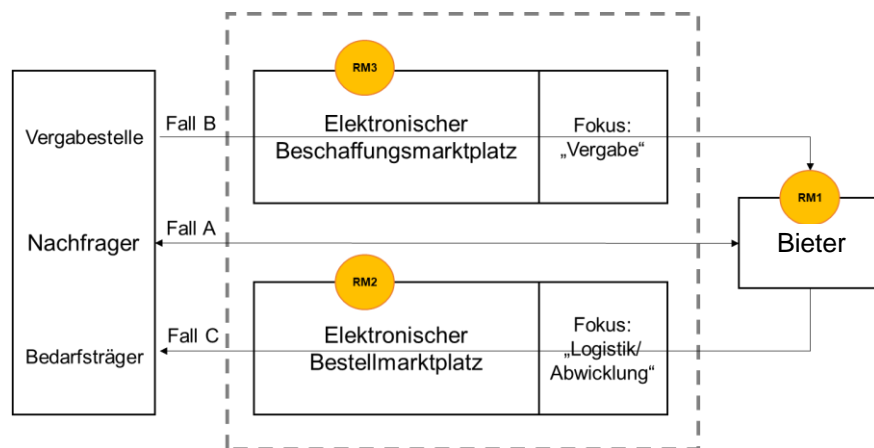 RM3
Vergabestelle
Fall B
Elektronischer
Beschaffungsmarktplatz
Fokus:
„Vergabe“
RM1
Nachfrager
Fall A
Bieter
RM2
Bedarfsträger
Fall C
Elektronischer
Bestellmarktplatz
Fokus:
„Logistik/
Abwicklung“